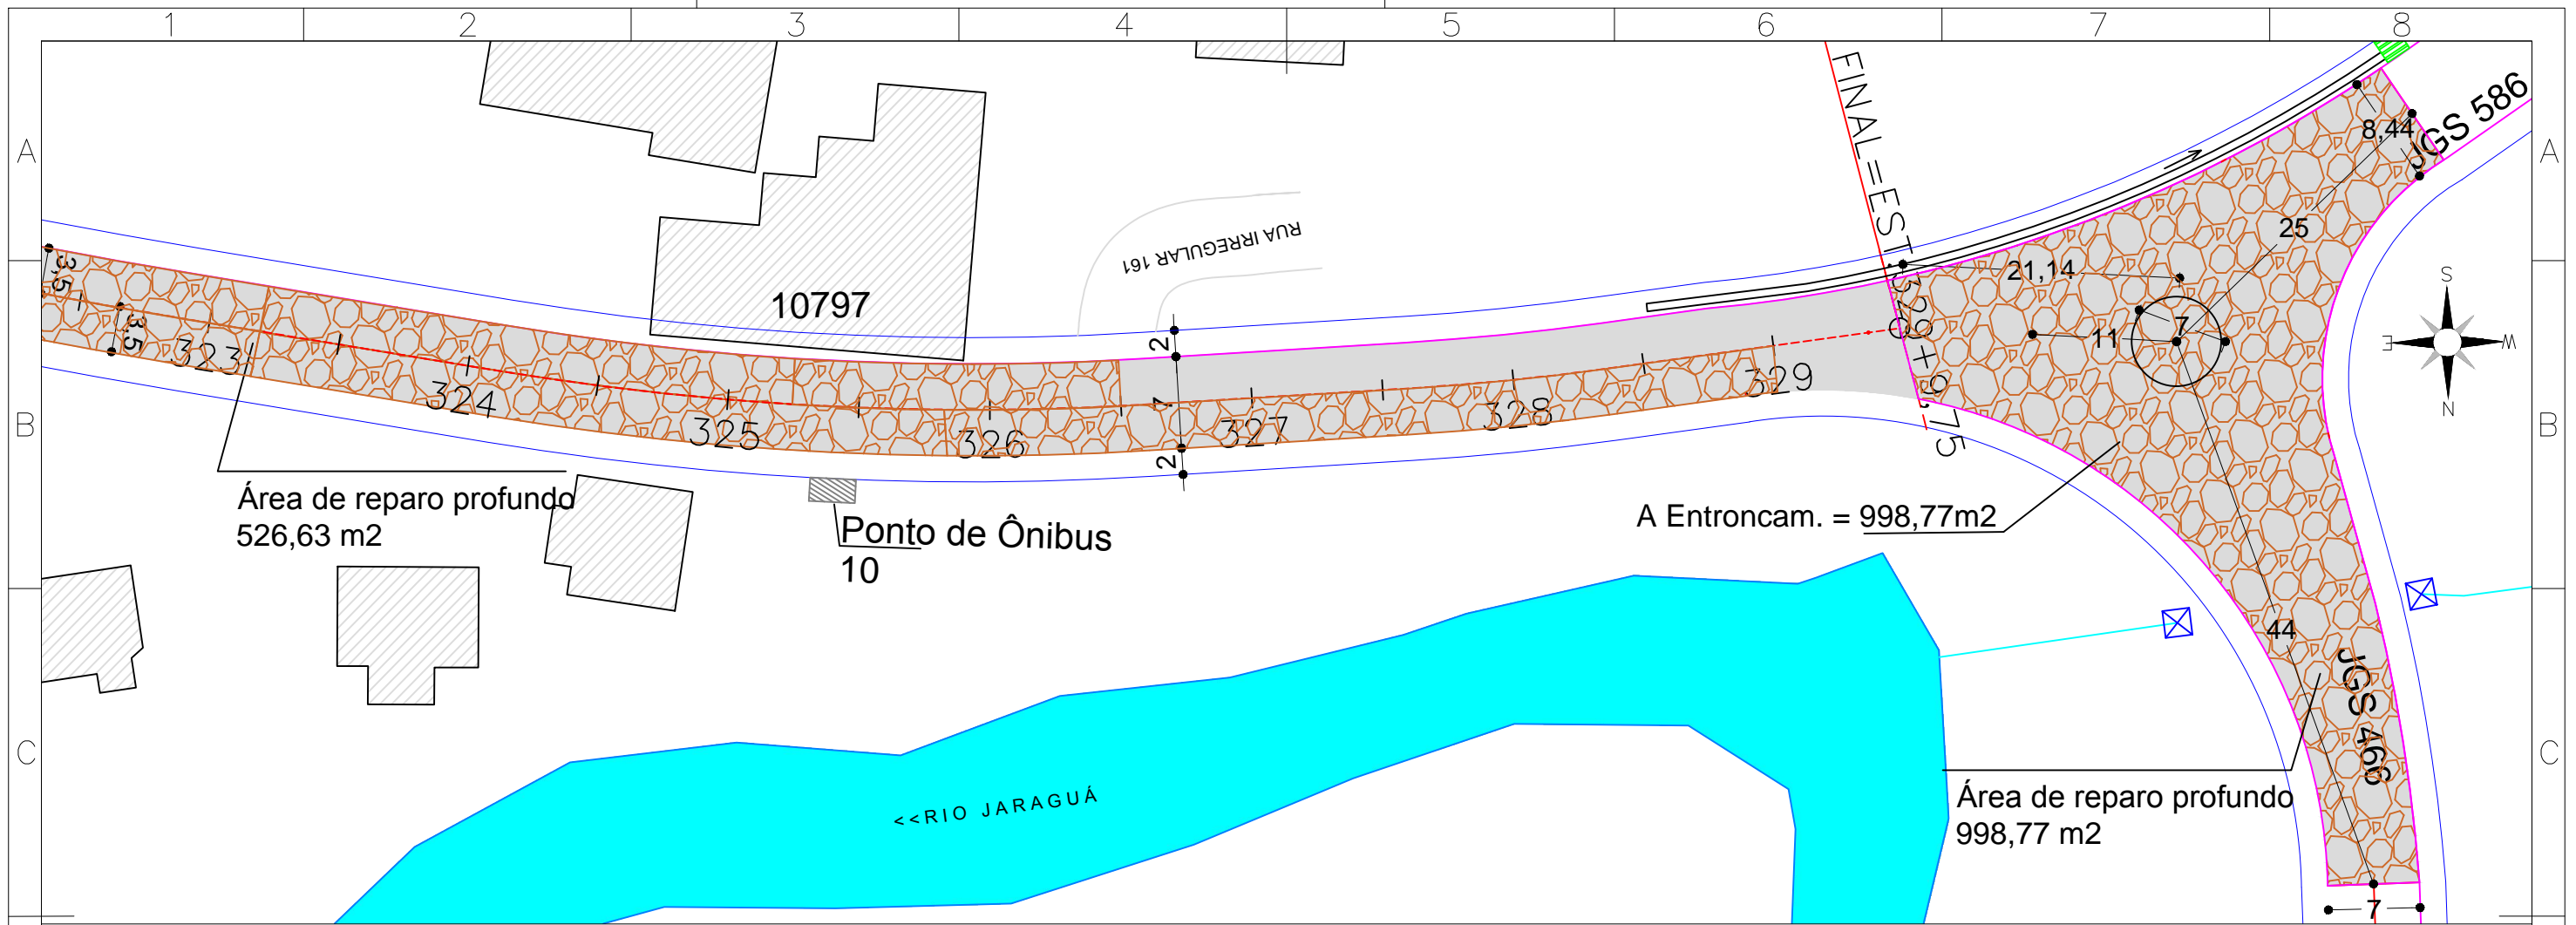 1 2 3 4 5 6 7 8
A A
B B
C C
FINAL=EST.:329+9,75
JGS 586
8,44
25
21,14
11
7
RUA IRREGULAR 161
10797
3,5
3,5
323
324
325
326
327
328
329
2
7
2
S
E W
N
Área de reparo profundo
526,63 m2
Ponto de Ônibus
10
A Entroncam. = 998,77m2
44
JGS 466
Área de reparo profundo
998,77 m2
<<RIO JARAGUÁ
7